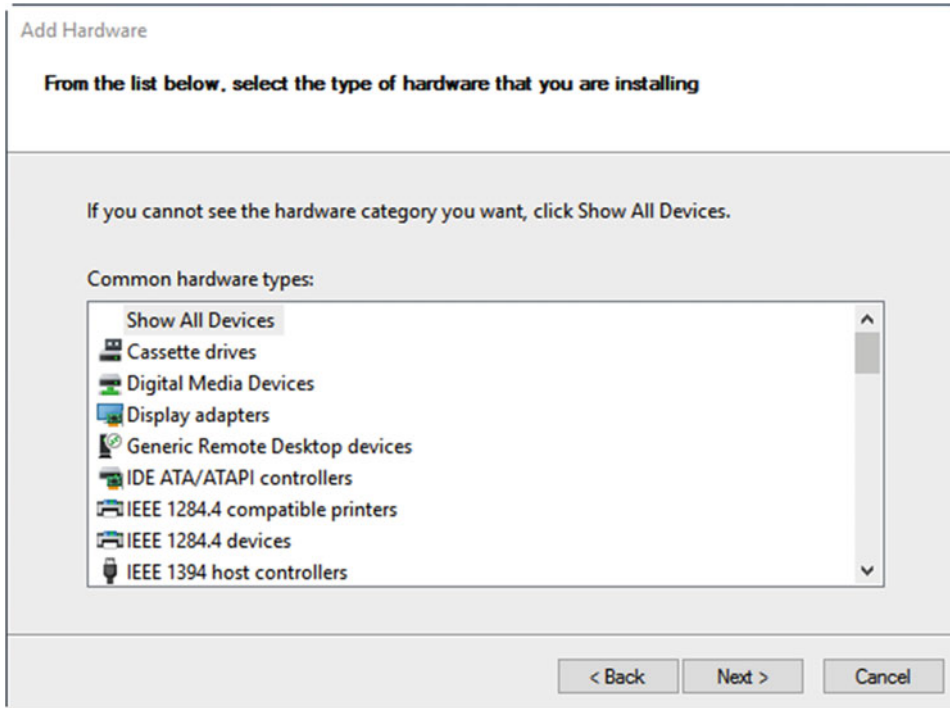 Add Hardware
From the list below, select the type of hardware that you are installing
If you cannot see the hardware category you want, click Show All Devices.
Common hardware types:
Show All Devices
Cassette drives
Digital Media Devices
Display adapters
Generic Remote Desktop devices
IDE ATA/ATAPI controllers
IEEE 1284.4 compatible printers
IEEE 1284.4 devices
IEEE 1394 host controllers
< Back Next > Cancel